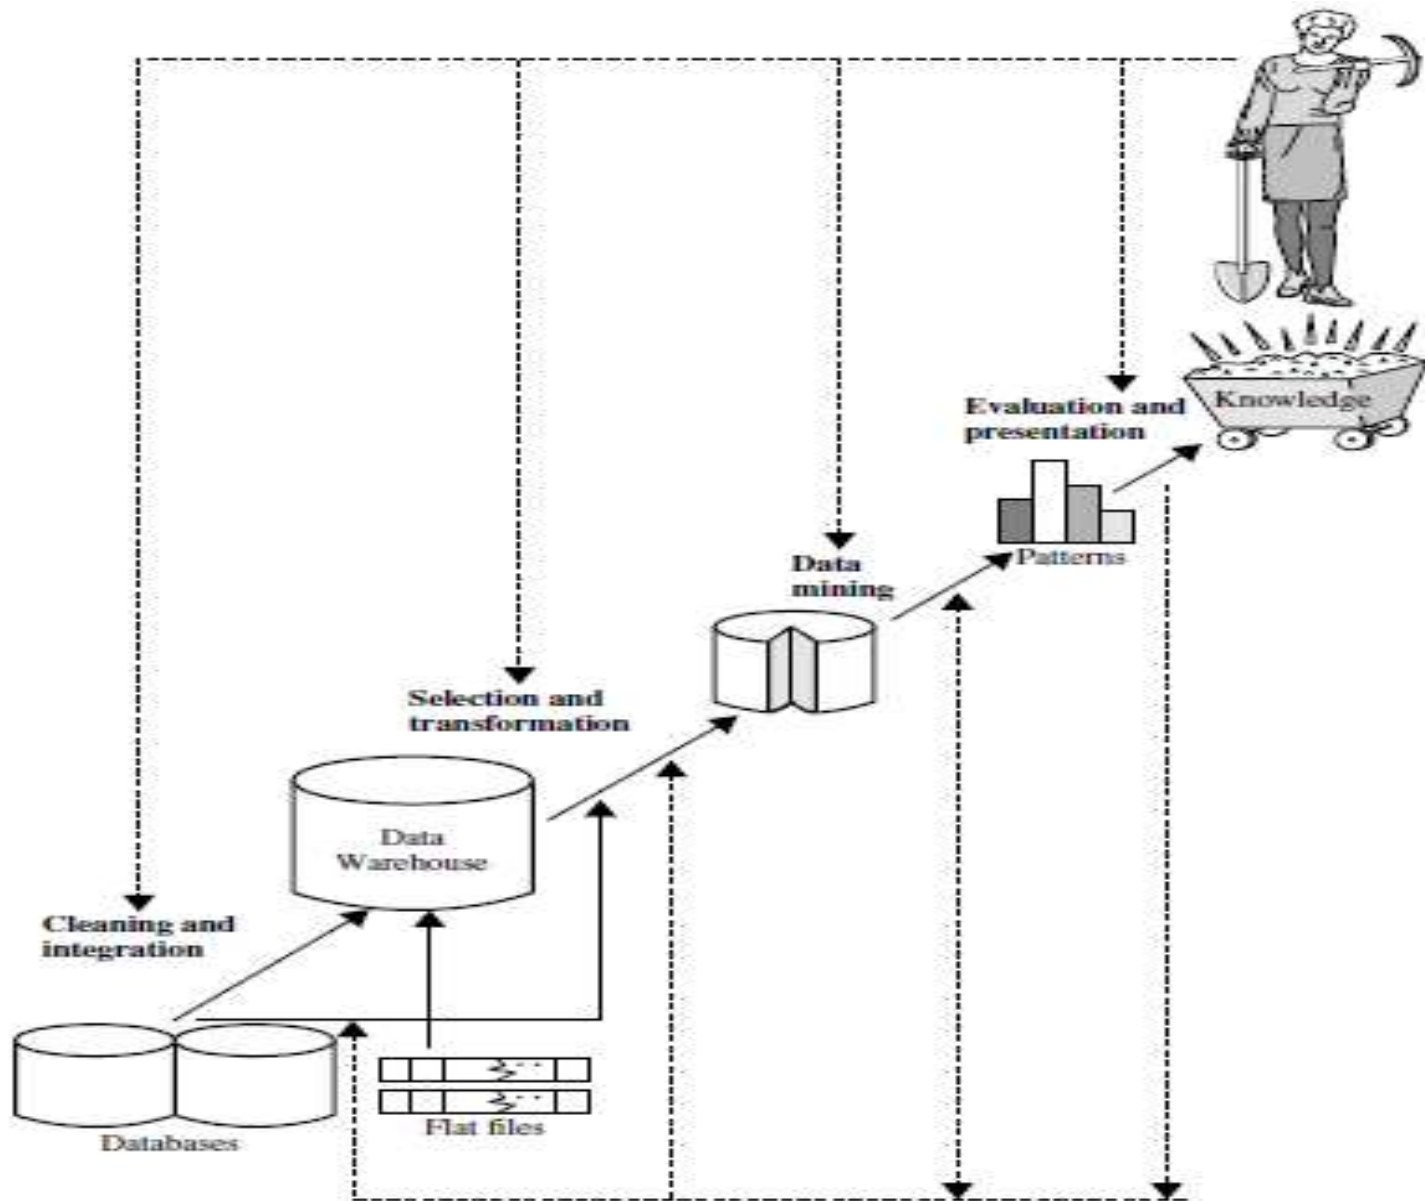 Evaluation and
presentation
Knowledge
Patterns
Data
mining
Selection and
transformation
Data
Warehouse
Cleaning and
integration
Databases
Flat files